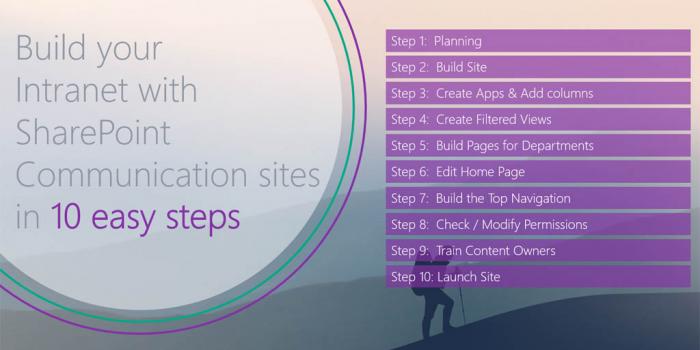 Build your
Intranet with
SharePoint
Communication sites
in 10 easy steps
Step 1: Planning
Step 2: Build Site
Step 3: Create Apps & Add columns
Step 4: Create Filtered Views
Step 5: Build Pages for Departments
Step 6: Edit Home Page
Step 7: Build the Top Navigation
Step 8: Check / Modify Permissions
Step 9: Train Content Owners
Step 10: Launch Site